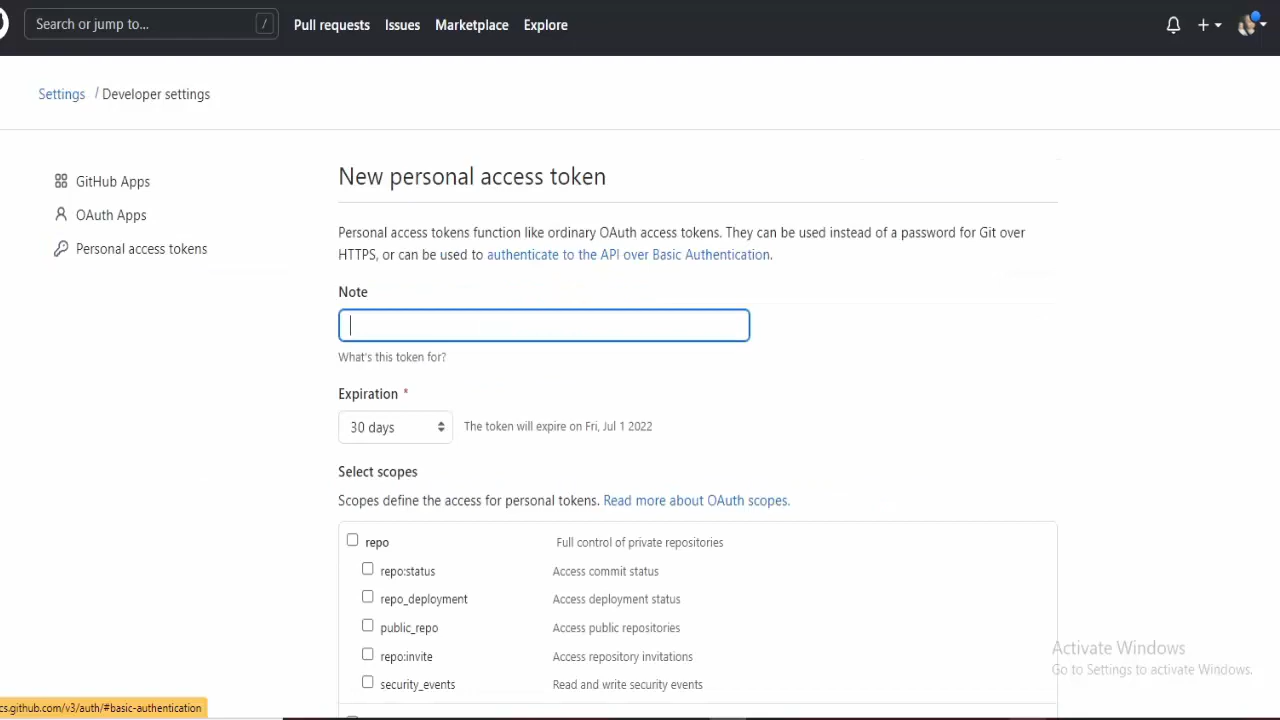 Search or jump to... /
Pull requests
Issues
Marketplace
Explore
Settings / Developer settings
GitHub Apps
OAuth Apps
Personal access tokens
New personal access token
Personal access tokens function like ordinary OAuth access tokens. They can be used instead of a password for Git over
HTTPS, or can be used to authenticate to the API over Basic Authentication.
Note
What's this token for?
Expiration *
30 days The token will expire on Fri, Jul 1 2022
Select scopes
Scopes define the access for personal tokens. Read more about OAuth scopes.
repo Full control of private repositories
repo:status Access commit status
repo_deployment Access deployment status
public_repo Access public repositories
repo:invite Access repository invitations
security_events Read and write security events
Activate Windows
Go to Settings to activate Windows.
cs.github.com/v3/auth/#basic-authentication